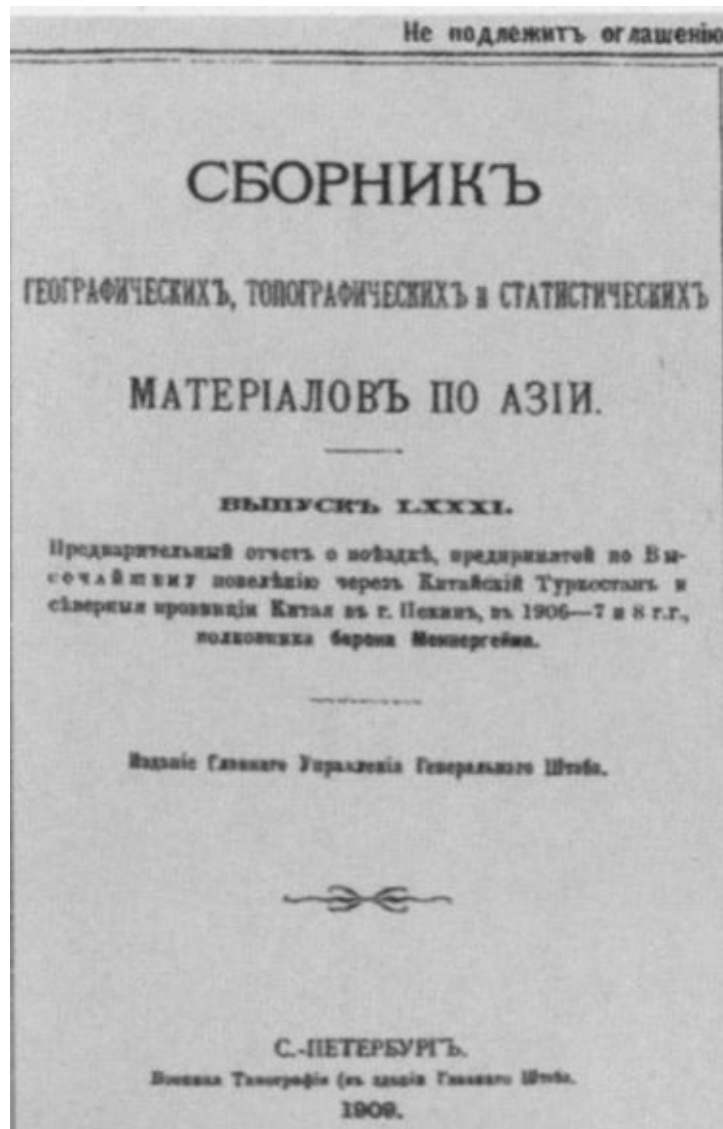 Не подлежитъ оглашенію
СБОРНИКЪ
ГЕОГРАФИЧЕСКИХЪ, ТОПОГРАФИЧЕСКИХЪ и СТАТИСТИЧЕСКИХЪ
МАТЕРІАЛОВЪ ПО АЗІИ.
ВЫПУСКЪ LXXXI.
Предварительный отчетъ о поѣздкѣ, предпринятой по Вы-
сочайшему повелѣнію черезъ Китайскій Туркестанъ и
сѣверныя провинціи Китая въ г. Пекинъ, въ 1906—7 и 8 г.г.,
полковника барона Маннергейма.
Изданіе Главнаго Управленія Генеральнаго Штаба.
С.-ПЕТЕРБУРГЪ.
Военная Типографія (въ зданіи Главнаго Штаба.
1909.